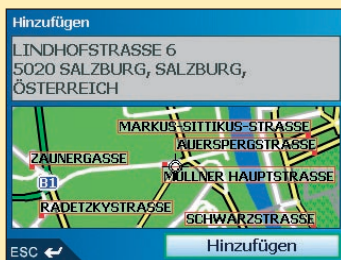 Hinzufügen
LINDHOFSTRASSE 6
5020 SALZBURG, SALZBURG,
ÖSTERREICH
MARKUS-SITTIKUS-STRASSE
AUERSPERGSTRASSE
ZAUNERGASSE
MÜLLNER HAUPTSTRASSE
B1
RADETZKYSTRASSE
SCHWARZSTRASSE
ESC
Hinzufügen